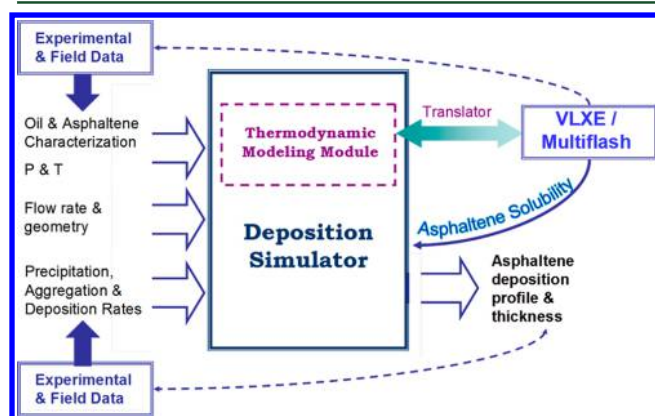 Experimental
& Field Data
Oil & Asphaltene
Characterization
P & T
Flow rate &
geometry
Precipitation,
Aggregation &
Deposition Rates
Experimental
& Field Data
Thermodynamic
Modeling Module
Deposition
Simulator
Translator
VLXE /
Multiflash
Asphaltene Solubility
Asphaltene
deposition
profile &
thickness